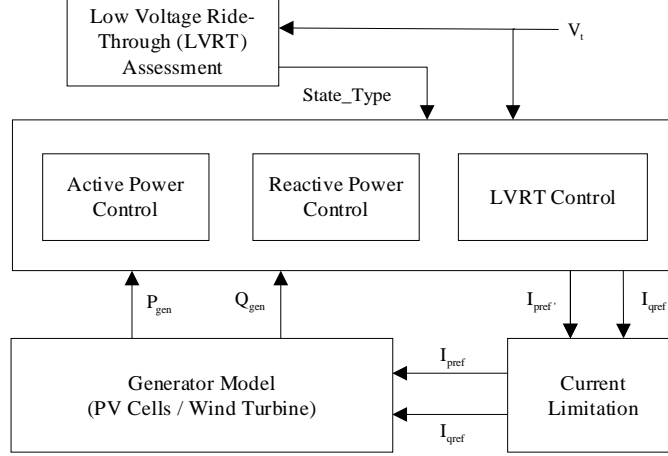 Low Voltage Ride-
Through (LVRT)
Assessment
V_t
State_Type
Active Power
Control
Reactive Power
Control
LVRT Control
P_gen
Q_gen
I_pref'
I_qref'
Generator Model
(PV Cells / Wind Turbine)
I_pref
I_qref
Current
Limitation